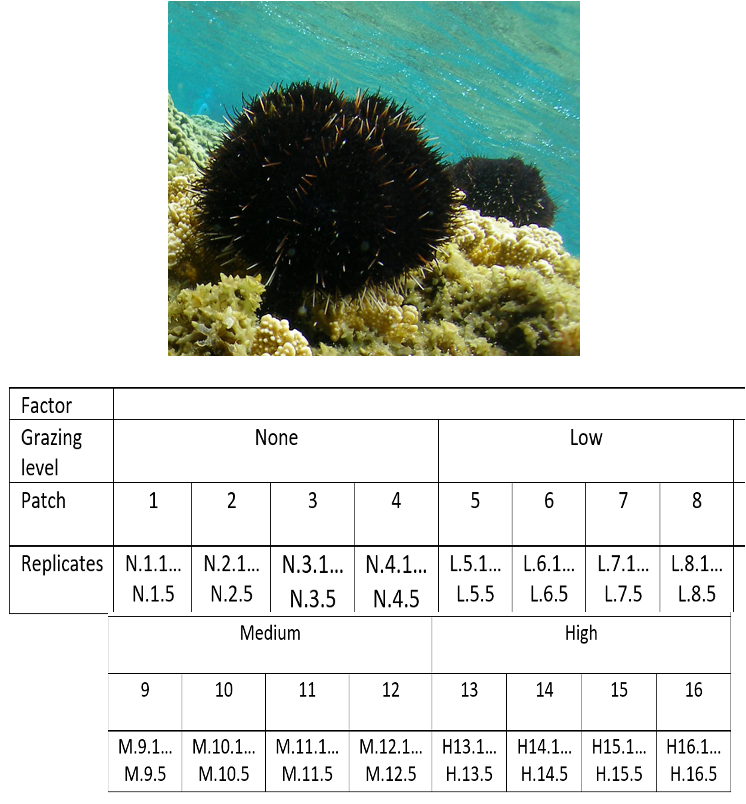 Factor
Grazing level None Low
Patch 1 2 3 4 5 6 7 8
Replicates N.1.1... N.2.1... N.3.1... N.4.1... L.5.1... L.6.1... L.7.1... L.8.1...
N.1.5 N.2.5 N.3.5 N.4.5 L.5.5 L.6.5 L.7.5 L.8.5
Medium High
9 10 11 12 13 14 15 16
M.9.1... M.10.1... M.11.1... M.12.1... H13.1... H14.1... H15.1... H16.1...
M.9.5 M.10.5 M.11.5 M.12.5 H.13.5 H.14.5 H.15.5 H.16.5